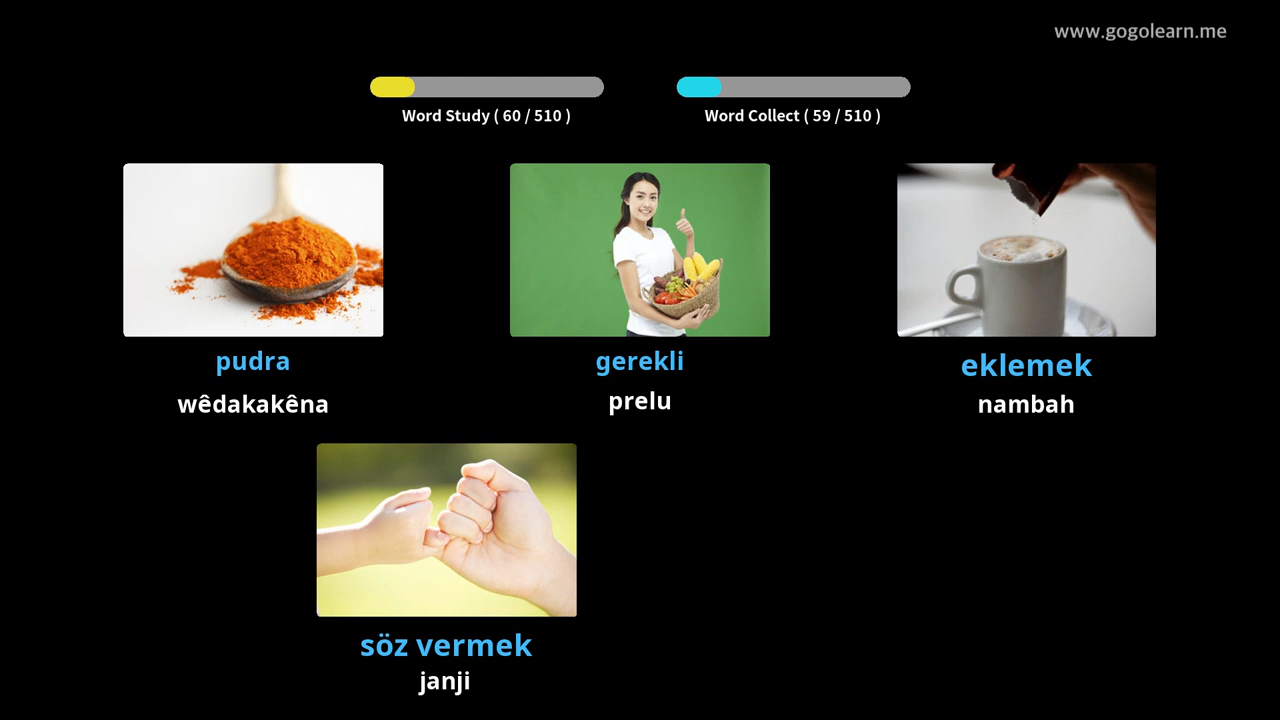 www.gogolearn.me
Word Study ( 60 / 510 )
Word Collect ( 59 / 510 )
pudra
wêdakakêna
gerekli
prelu
eklemek
nambah
söz vermek
janji